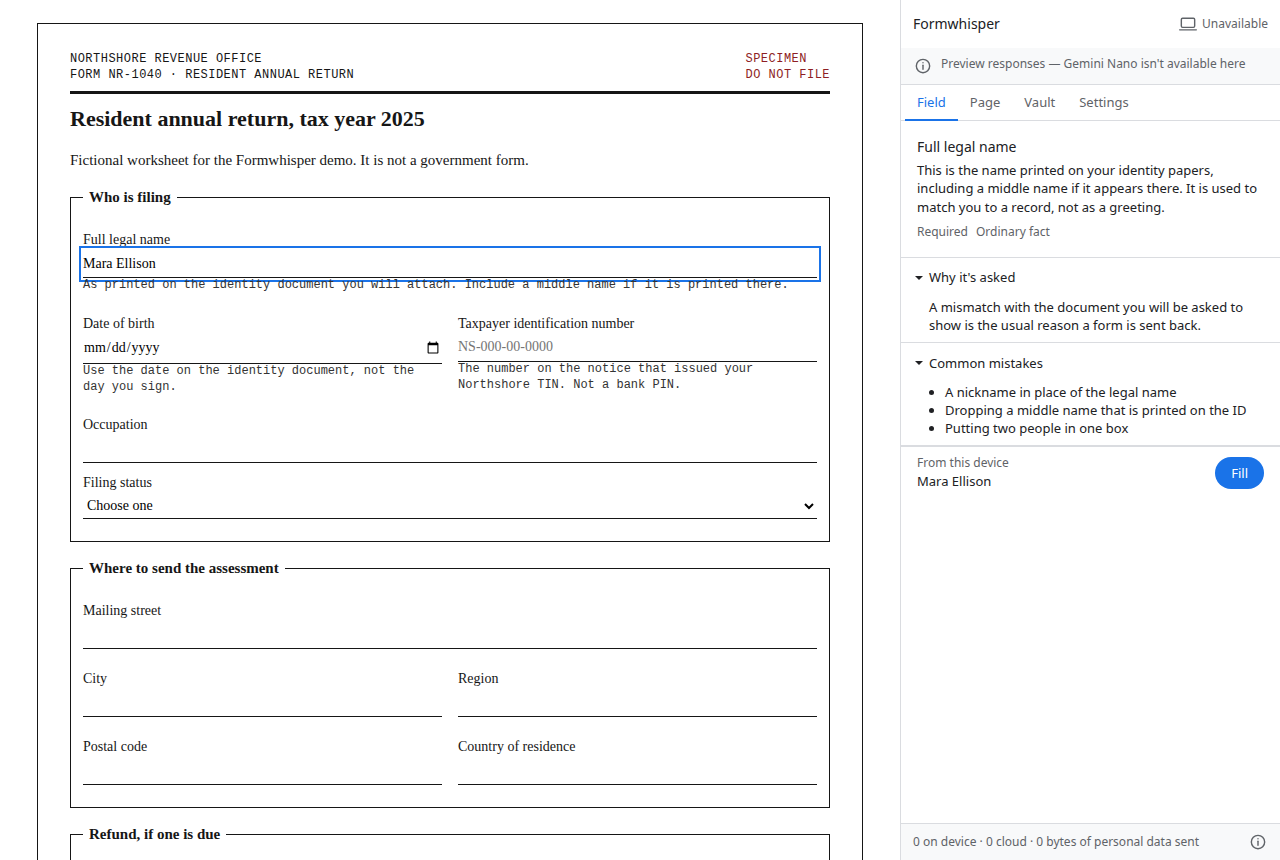 NORTHSHORE REVENUE OFFICE
FORM NR-1040 · RESIDENT ANNUAL RETURN
SPECIMEN
DO NOT FILE
Resident annual return, tax year 2025
Fictional worksheet for the Formwhisper demo. It is not a government form.
Who is filing
Full legal name
Mara Ellison
As printed on the identity document you will attach. Include a middle name if it is printed there.
Date of birth
mm/dd/yyyy
Use the date on the identity document, not the
day you sign.
Taxpayer identification number
NS-000-00-0000
The number on the notice that issued your
Northshore TIN. Not a bank PIN.
Occupation
Filing status
Choose one
Where to send the assessment
Mailing street
City
Region
Postal code
Country of residence
Refund, if one is due
Formwhisper
Unavailable
Preview responses — Gemini Nano isn't available here
Field
Page
Vault
Settings
Full legal name
This is the name printed on your identity papers,
including a middle name if it appears there. It is used to
match you to a record, not as a greeting.
Required Ordinary fact
Why it's asked
A mismatch with the document you will be asked to
show is the usual reason a form is sent back.
Common mistakes
• A nickname in place of the legal name
• Dropping a middle name that is printed on the ID
• Putting two people in one box
From this device
Mara Ellison
Fill
0 on device · 0 cloud · 0 bytes of personal data sent